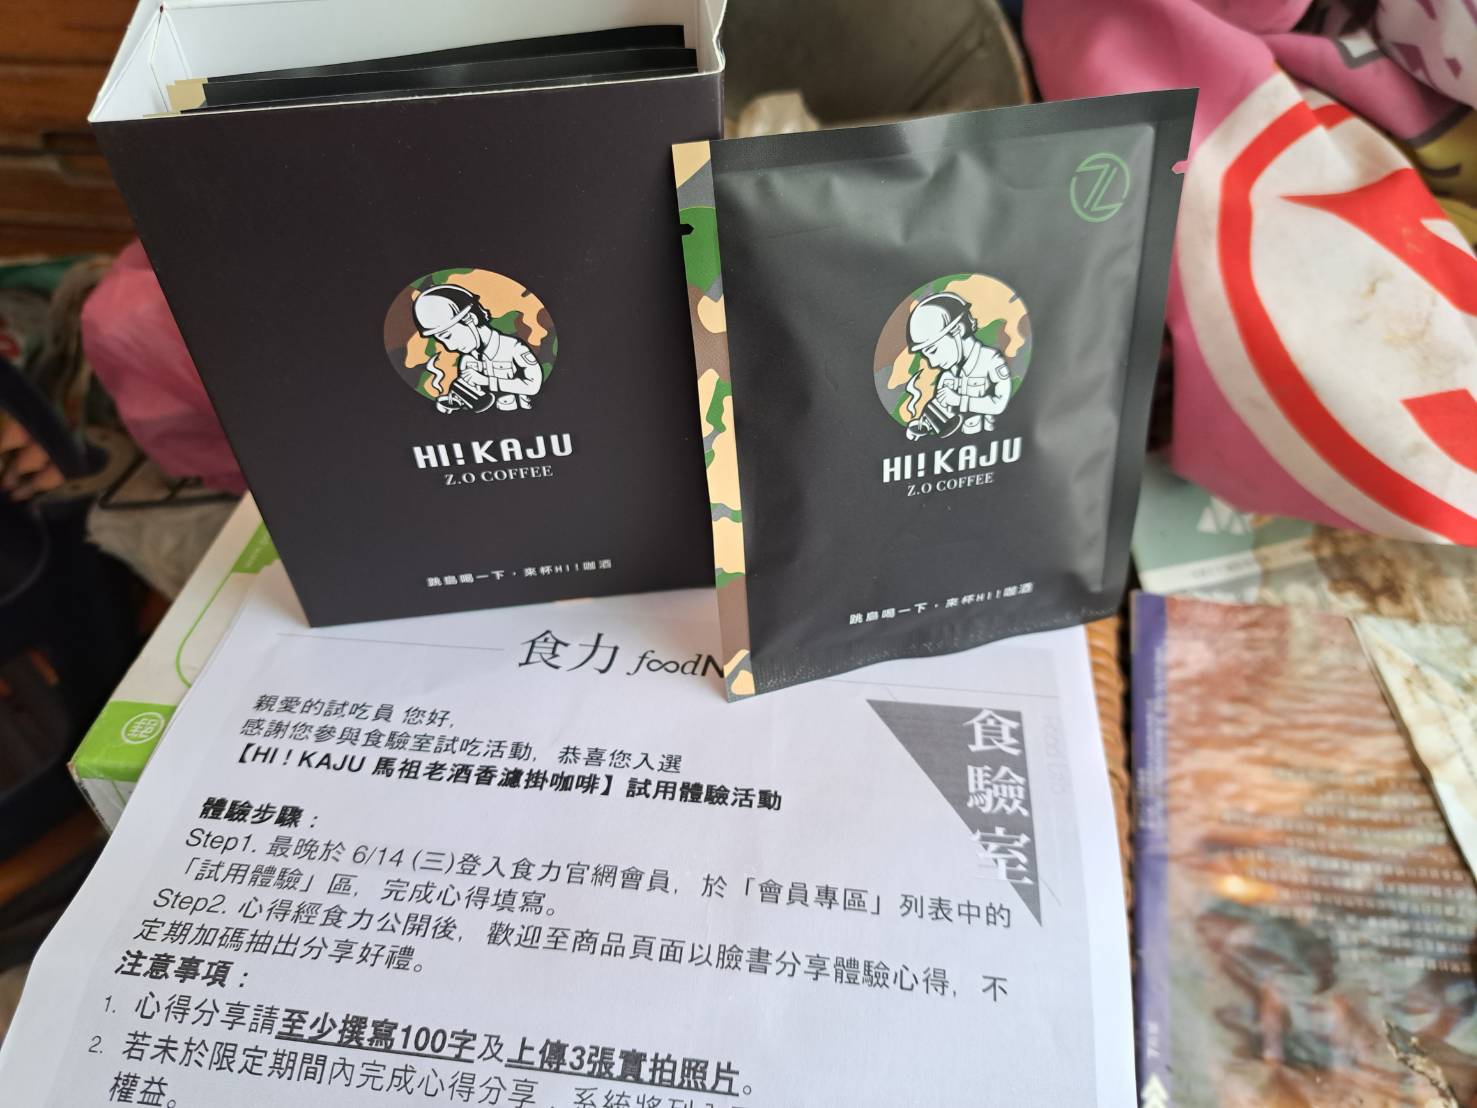 HI!KAJU
Z.O COFFEE
跳島喝一下，來杯HI!咖酒
HI!KAJU
Z.O COFFEE
跳島喝一下，來杯HI!咖酒
食力 foodN
食驗室
親愛的試吃員 您好,
感謝您參與食驗室試吃活動, 恭喜您入選
【HI！KAJU 馬祖老酒香濾掛咖啡】試用體驗活動
體驗步驟：
Step1. 最晚於 6/14 (三)登入食力官網會員, 於「會員專區」列表中的
「試用體驗」區, 完成心得填寫。
Step2. 心得經食力公開後, 歡迎至商品頁面以臉書分享體驗心得, 不
定期加碼抽出分享好禮。
注意事項：
1. 心得分享請至少撰寫100字及上傳3張實拍照片。
2. 若未於限定期間內完成心得分享, 系統將列入
權益。